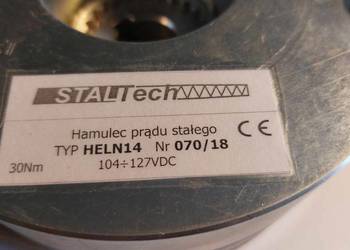 STALTech
Hamulec prądu stałego CE
TYP HELN14 Nr 070/18
30Nm 104÷127VDC